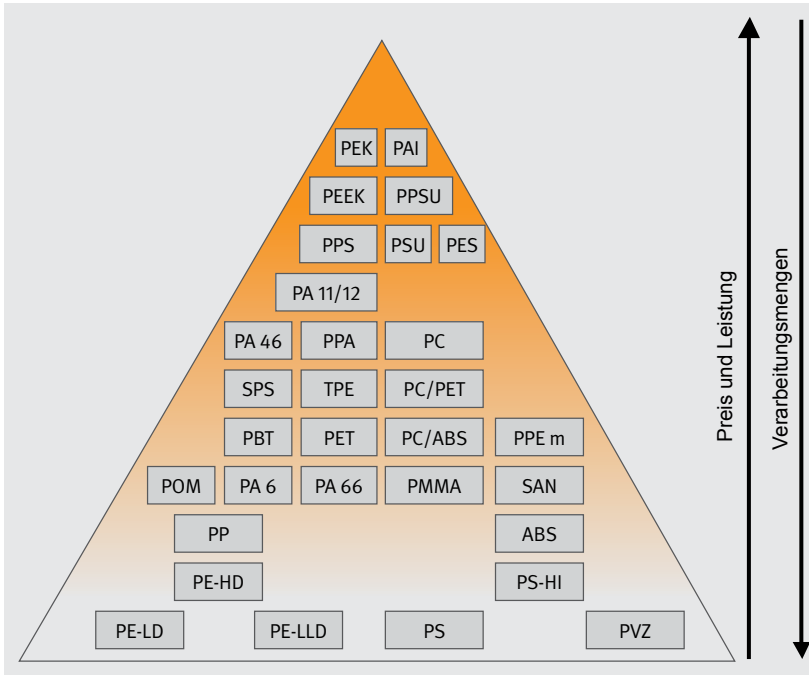 PEK PAI
PEEK PPSU
PPS PSU PES
PA 11/12
PA 46 PPA PC
SPS TPE PC/PET
PBT PET PC/ABS PPE m
POM PA 6 PA 66 PMMA SAN
PP ABS
PE-HD PS-HI
PE-LD PE-LLD PS PVZ
Preis und Leistung
Verarbeitungsmengen